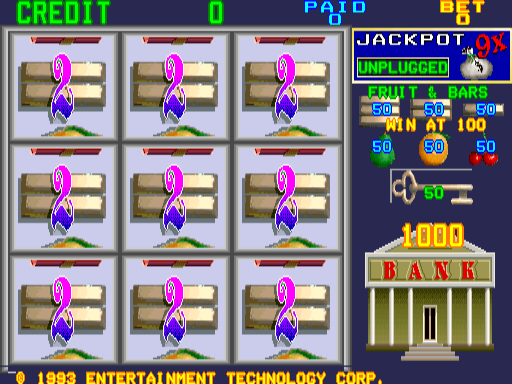 CREDIT 0 PAID 0 BET 0
JACKPOT 9x
UNPLUGGED
FRUIT & BARS
50 50 50
WIN AT 100
50 50 50
50
1000
BANK
© 1993 ENTERTAINMENT TECHNOLOGY CORP.